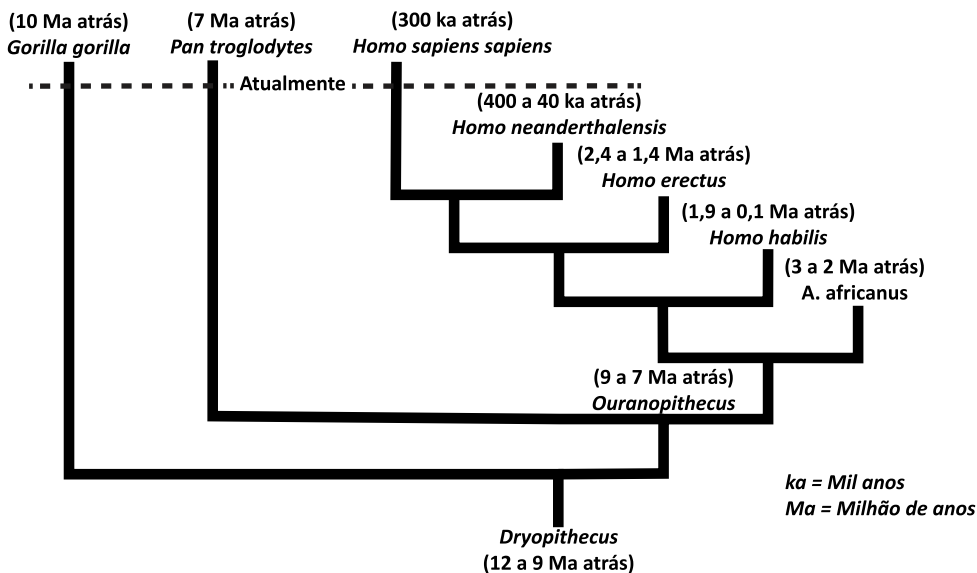 (10 Ma atrás)
Gorilla gorilla
(7 Ma atrás)
Pan troglodytes
(300 ka atrás)
Homo sapiens sapiens
Atualmente
(400 a 40 ka atrás)
Homo neanderthalensis
(2,4 a 1,4 Ma atrás)
Homo erectus
(1,9 a 0,1 Ma atrás)
Homo habilis
(3 a 2 Ma atrás)
A. africanus
(9 a 7 Ma atrás)
Ouranopithecus
ka = Mil anos
Ma = Milhão de anos
Dryopithecus
(12 a 9 Ma atrás)